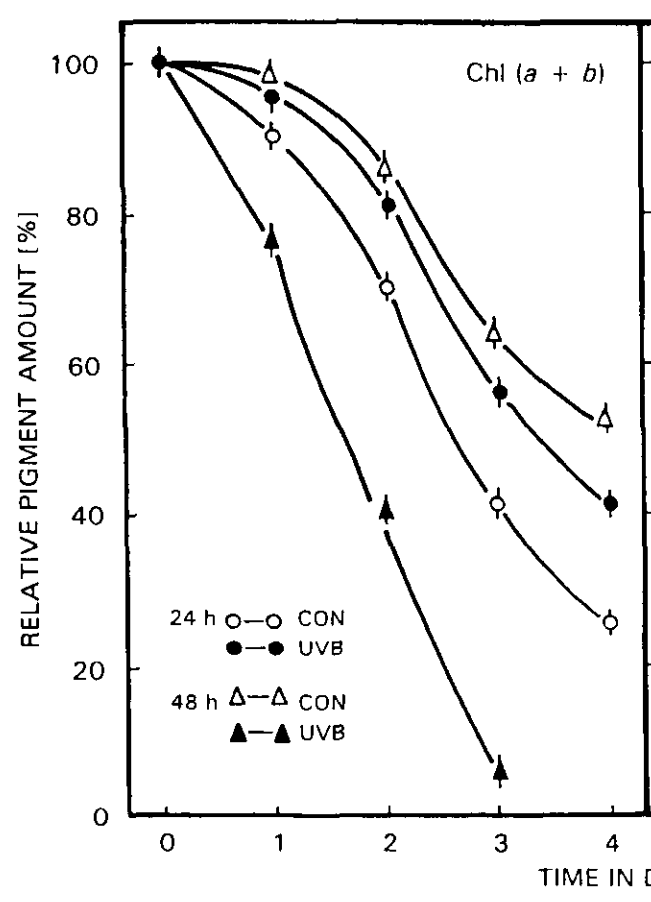 Chl (a + b)
RELATIVE PIGMENT AMOUNT [%]
100
80
60
40
20
0
24 h CON
UVB
48 h CON
UVB
0 1 2 3 4
TIME IN